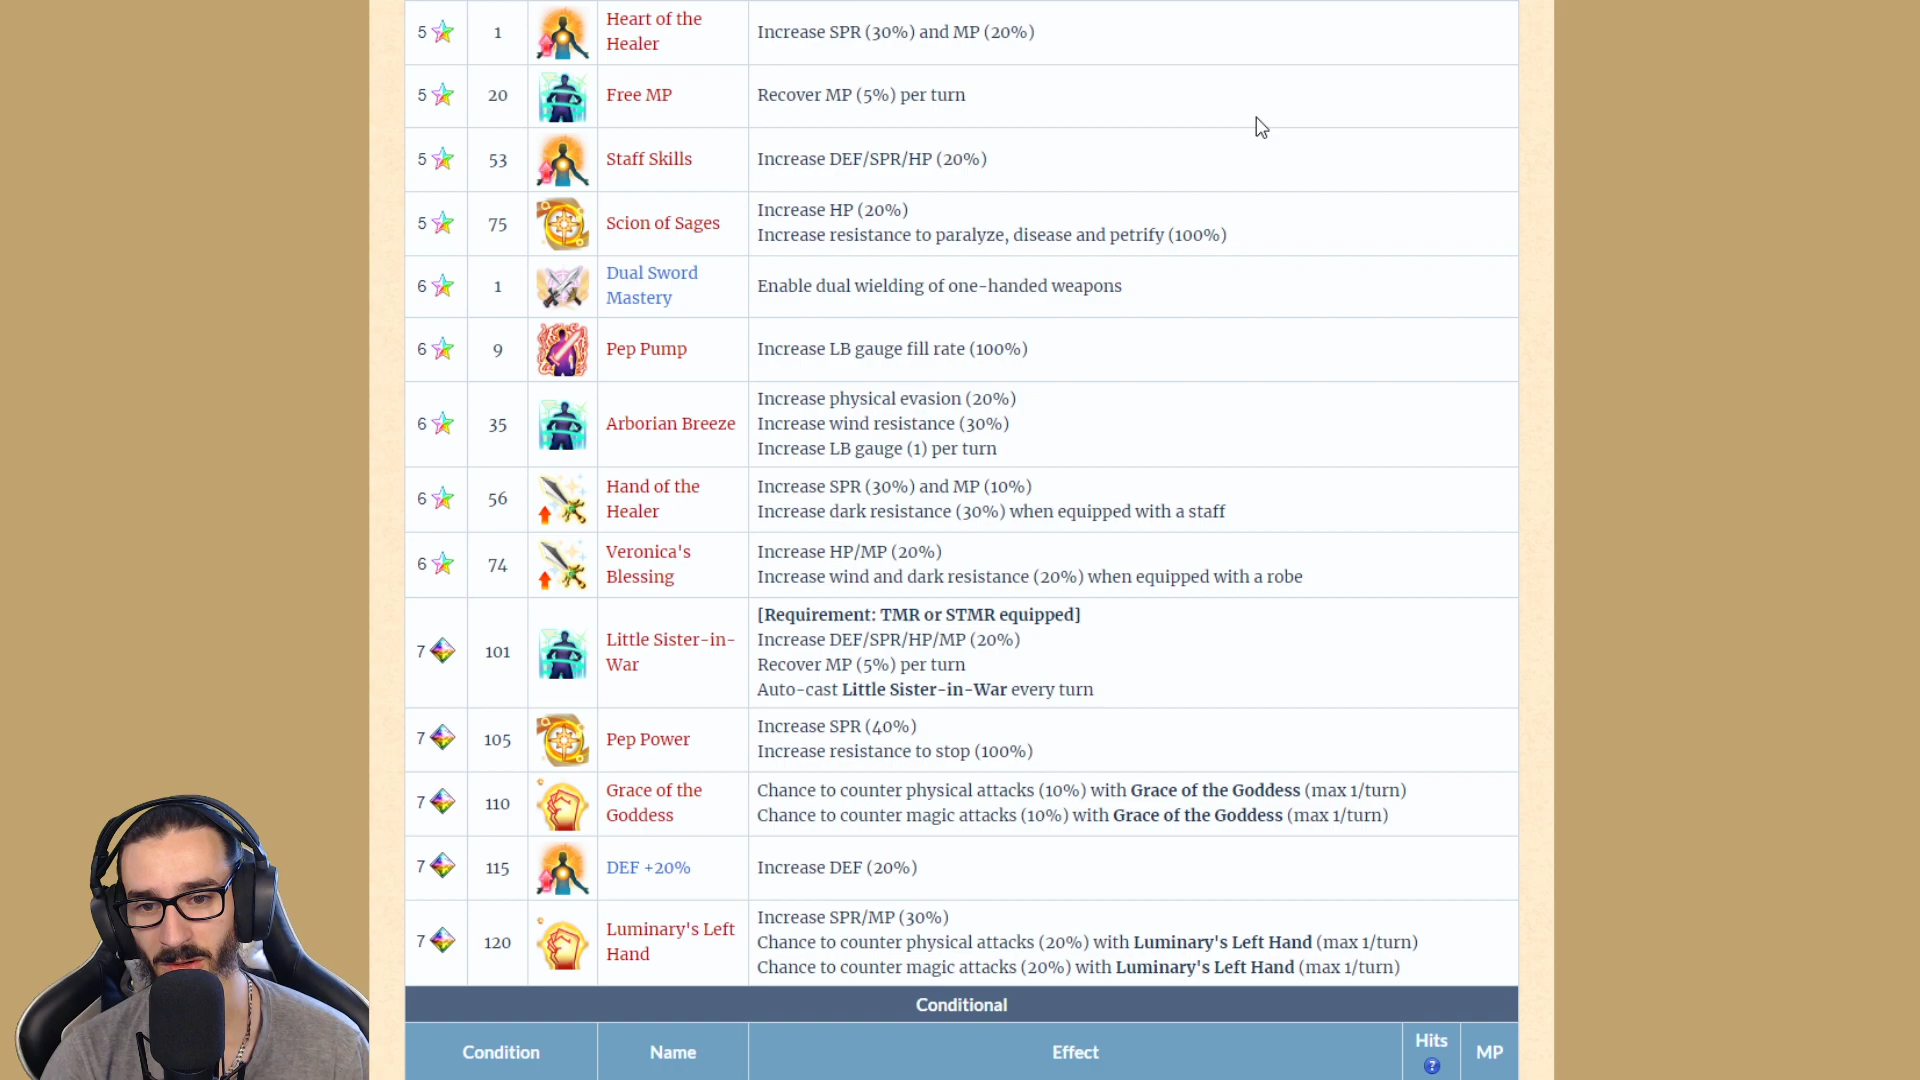 5 1 Heart of the Healer Increase SPR (30%) and MP (20%)
5 20 Free MP Recover MP (5%) per turn
5 53 Staff Skills Increase DEF/SPR/HP (20%)
5 75 Scion of Sages Increase HP (20%)
Increase resistance to paralyze, disease and petrify (100%)
6 1 Dual Sword Mastery Enable dual wielding of one-handed weapons
6 9 Pep Pump Increase LB gauge fill rate (100%)
6 35 Arborian Breeze Increase physical evasion (20%)
Increase wind resistance (30%)
Increase LB gauge (1) per turn
6 56 Hand of the Healer Increase SPR (30%) and MP (10%)
Increase dark resistance (30%) when equipped with a staff
6 74 Veronica's Blessing Increase HP/MP (20%)
Increase wind and dark resistance (20%) when equipped with a robe
7 101 Little Sister-in-War [Requirement: TMR or STMR equipped]
Increase DEF/SPR/HP/MP (20%)
Recover MP (5%) per turn
Auto-cast Little Sister-in-War every turn
7 105 Pep Power Increase SPR (40%)
Increase resistance to stop (100%)
7 110 Grace of the Goddess Chance to counter physical attacks (10%) with Grace of the Goddess (max 1/turn)
Chance to counter magic attacks (10%) with Grace of the Goddess (max 1/turn)
7 115 DEF +20% Increase DEF (20%)
7 120 Luminary's Left Hand Increase SPR/MP (30%)
Chance to counter physical attacks (20%) with Luminary's Left Hand (max 1/turn)
Chance to counter magic attacks (20%) with Luminary's Left Hand (max 1/turn)
Conditional
Condition Name Effect Hits ? MP